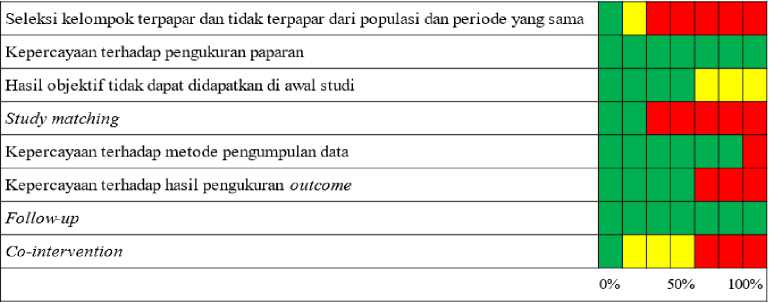 Seleksi kelompok terpapar dan tidak terpapar dari populasi dan periode yang sama
Kepercayaan terhadap pengukuran paparan
Hasil objektif tidak dapat didapatkan di awal studi
Study matching
Kepercayaan terhadap metode pengumpulan data
Kepercayaan terhadap hasil pengukuran outcome
Follow-up
Co-intervention
0% 50% 100%